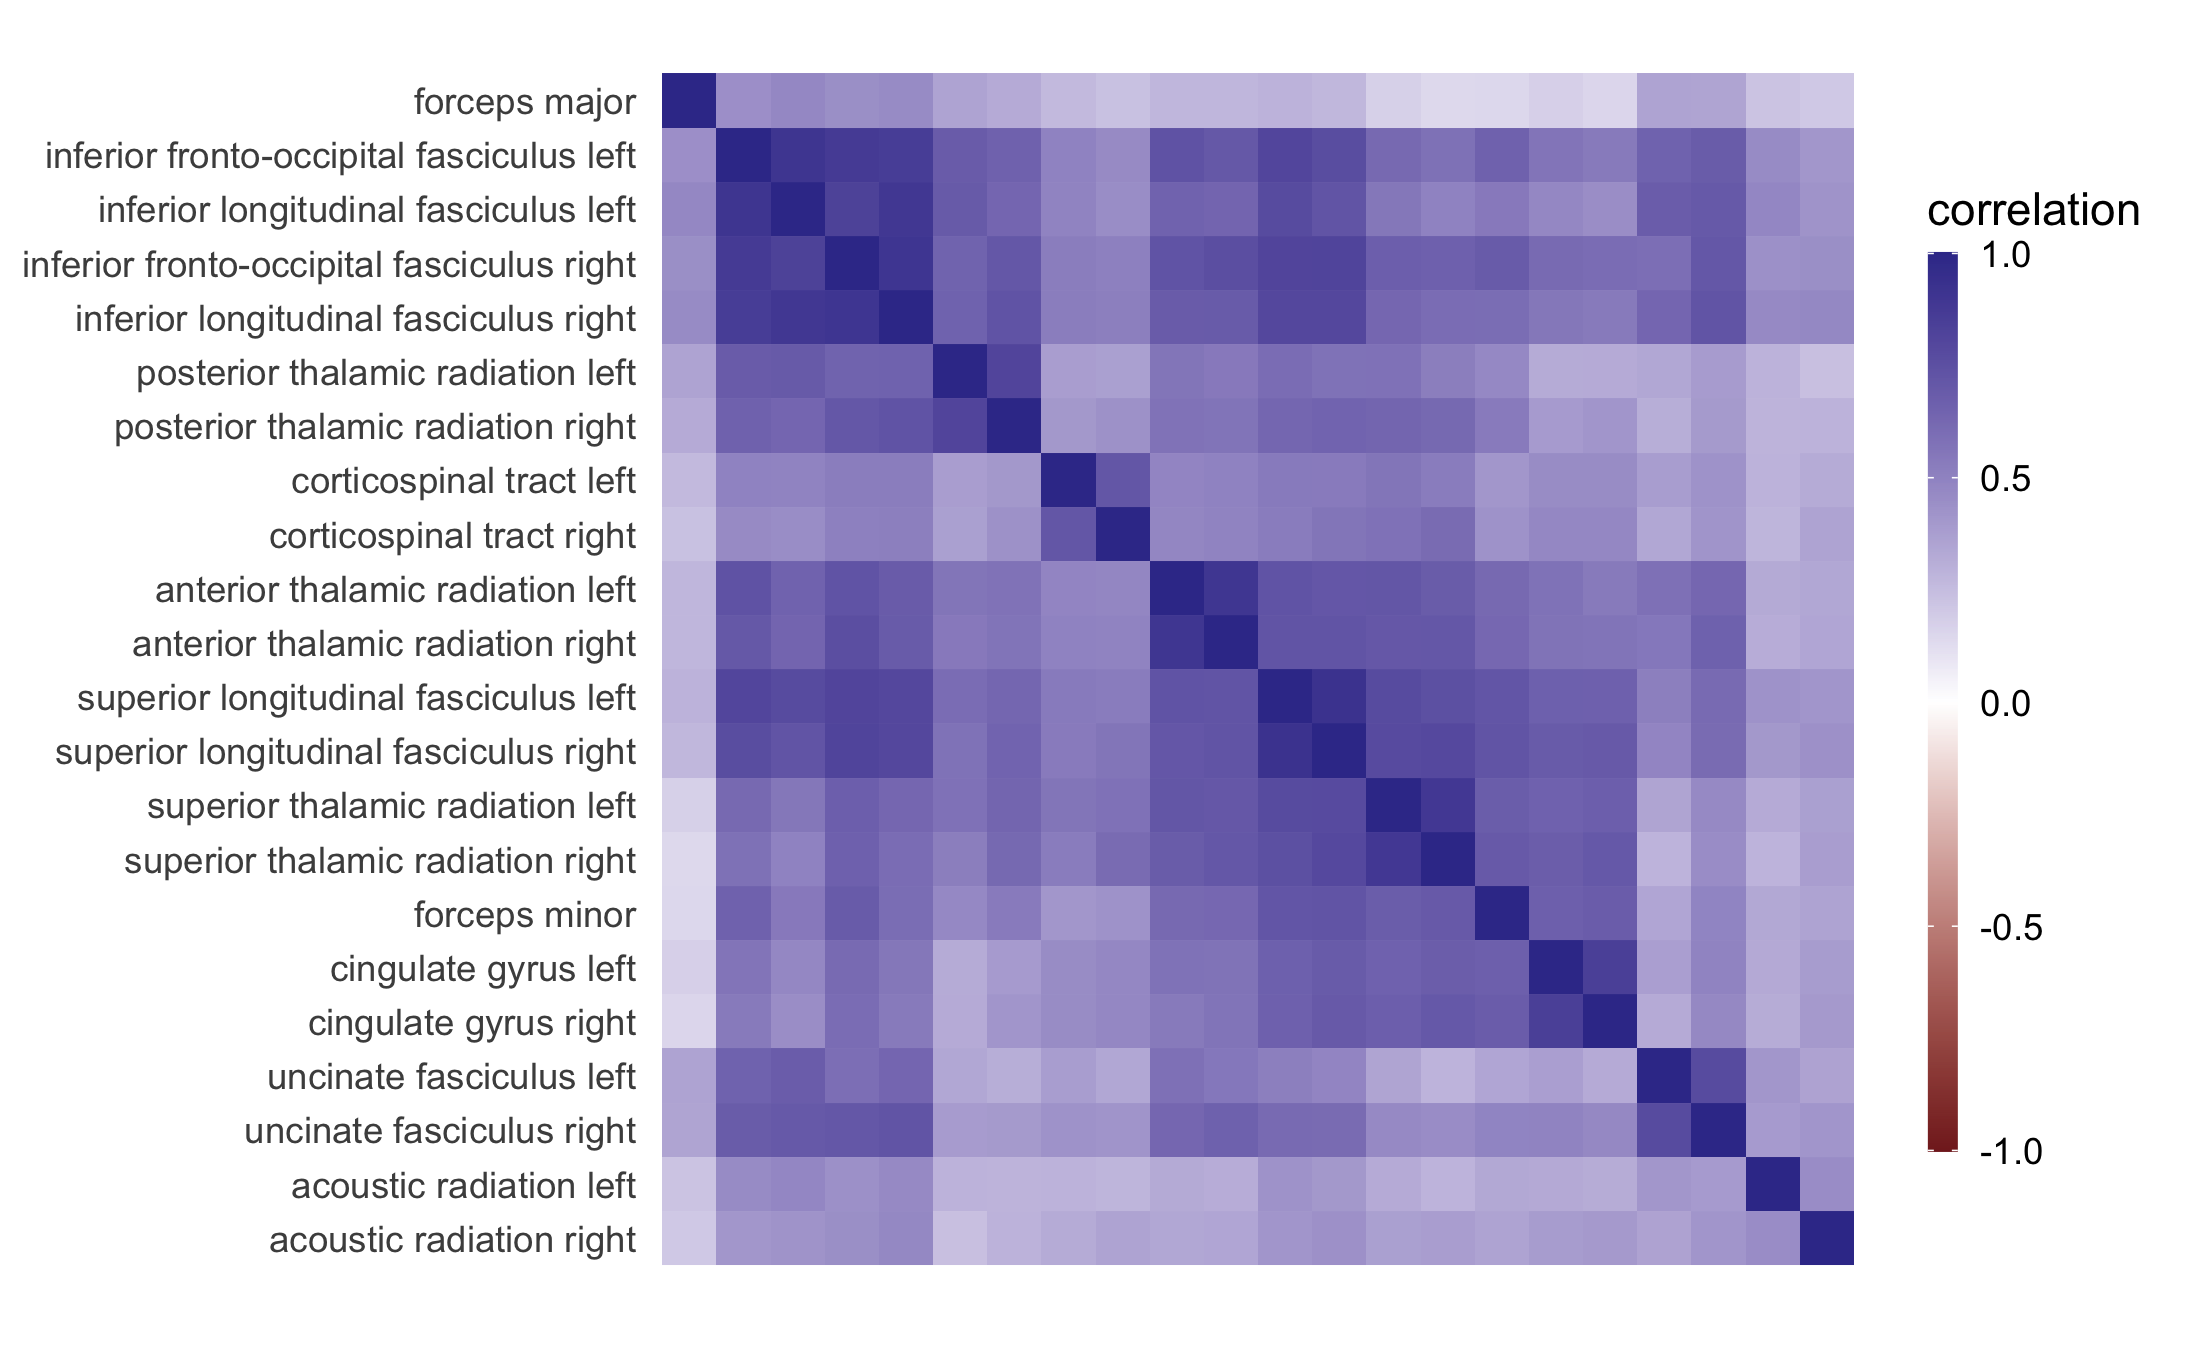 forceps major
inferior fronto-occipital fasciculus left
inferior longitudinal fasciculus left
inferior fronto-occipital fasciculus right
inferior longitudinal fasciculus right
posterior thalamic radiation left
posterior thalamic radiation right
corticospinal tract left
corticospinal tract right
anterior thalamic radiation left
anterior thalamic radiation right
superior longitudinal fasciculus left
superior longitudinal fasciculus right
superior thalamic radiation left
superior thalamic radiation right
forceps minor
cingulate gyrus left
cingulate gyrus right
uncinate fasciculus left
uncinate fasciculus right
acoustic radiation left
acoustic radiation right
correlation
1.0
0.5
0.0
-0.5
-1.0